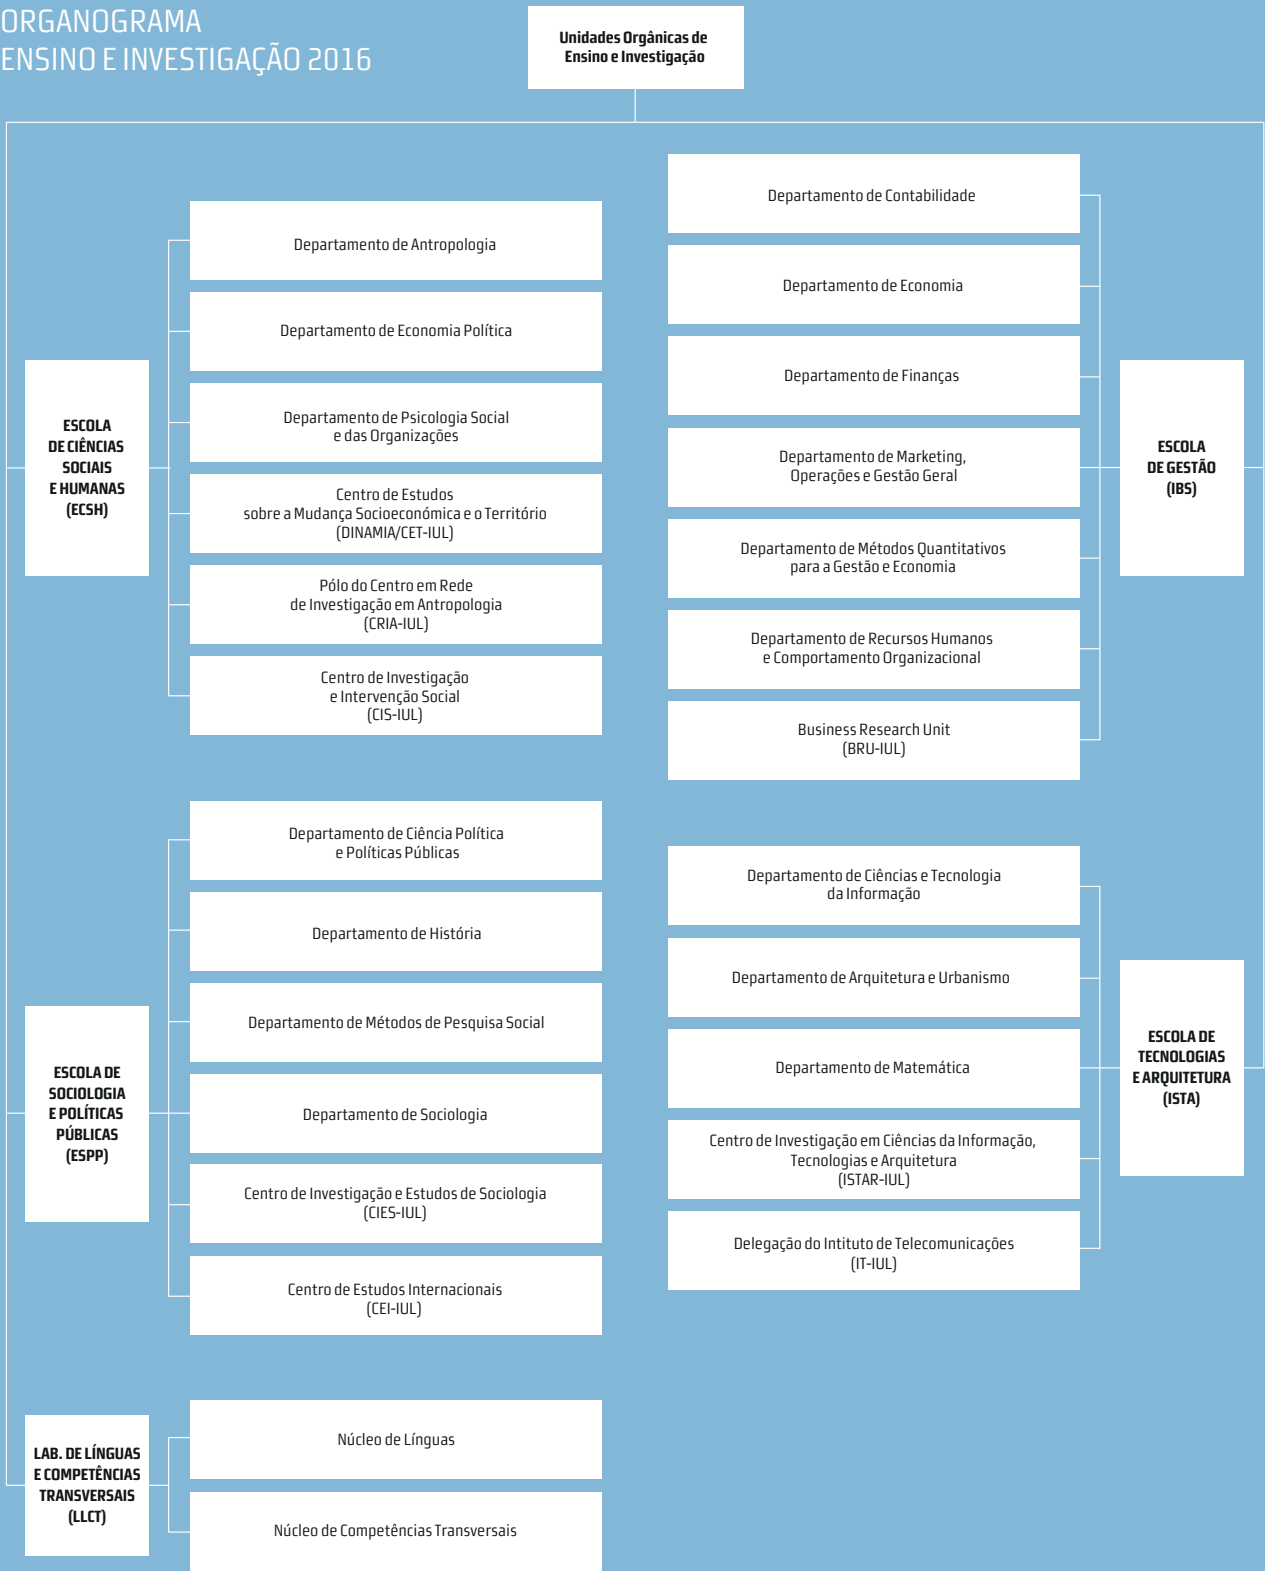 ORGANOGRAMA
ENSINO E INVESTIGAÇÃO 2016
Unidades Orgânicas de
Ensino e Investigação
ESCOLA
DE CIÊNCIAS
SOCIAIS
E HUMANAS
(ECSH)
Departamento de Antropologia
Departamento de Economia Política
Departamento de Psicologia Social
e das Organizações
Centro de Estudos
sobre a Mudança Socioeconómica e o Território
(DINAMIA/CET-IUL)
Pólo do Centro em Rede
de Investigação em Antropologia
(CRIA-IUL)
Centro de Investigação
e Intervenção Social
(CIS-IUL)
Departamento de Contabilidade
Departamento de Economia
Departamento de Finanças
Departamento de Marketing,
Operações e Gestão Geral
Departamento de Métodos Quantitativos
para a Gestão e Economia
Departamento de Recursos Humanos
e Comportamento Organizacional
Business Research Unit
(BRU-IUL)
ESCOLA
DE GESTÃO
(IBS)
ESCOLA DE
SOCIOLOGIA
E POLÍTICAS
PÚBLICAS
(ESPP)
Departamento de Ciência Política
e Políticas Públicas
Departamento de História
Departamento de Métodos de Pesquisa Social
Departamento de Sociologia
Centro de Investigação e Estudos de Sociologia
(CIES-IUL)
Centro de Estudos Internacionais
(CEI-IUL)
Departamento de Ciências e Tecnologia
da Informação
Departamento de Arquitetura e Urbanismo
Departamento de Matemática
Centro de Investigação em Ciências da Informação,
Tecnologias e Arquitetura
(ISTAR-IUL)
Delegação do Intituto de Telecomunicações
(IT-IUL)
ESCOLA DE
TECNOLOGIAS
E ARQUITETURA
(ISTA)
LAB. DE LÍNGUAS
E COMPETÊNCIAS
TRANSVERSAIS
(LLCT)
Núcleo de Línguas
Núcleo de Competências Transversais